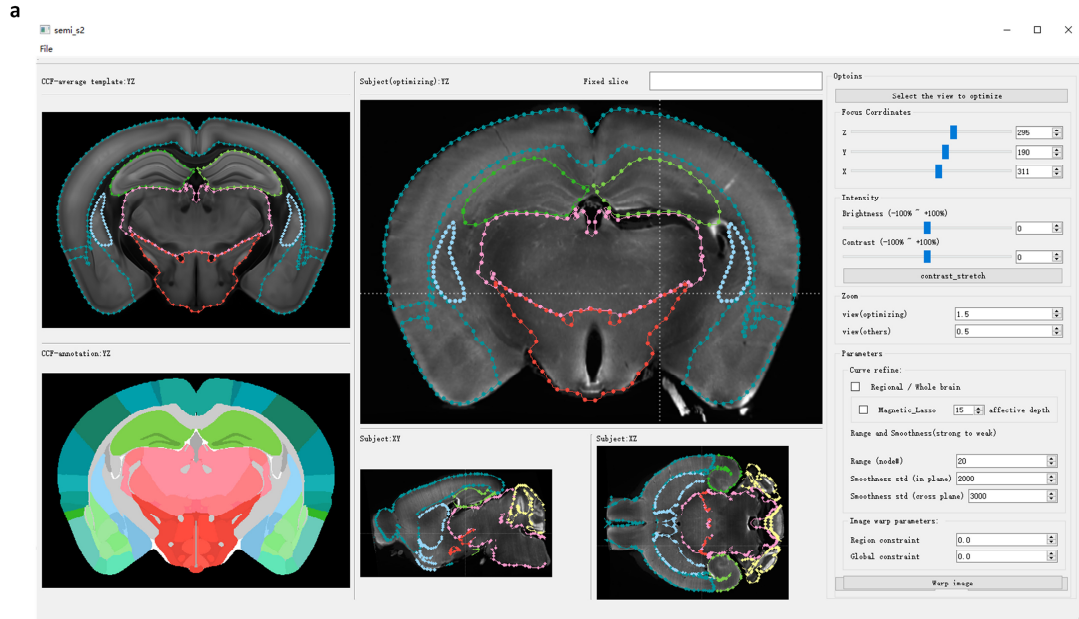 a
semi_s2
File
CCF-average template:YZ
Subject(optimizing):YZ
Fixed slice
Optoins
Select the view to optimize
Focus Corrdinates
Z
295
Y
190
X
311
Intensity
Brightness (-100% ~ +100%)
0
Contrast (-100% ~ +100%)
0
contrast_stretch
Zoom
view(optimizing)
1.5
view(others)
0.5
CCF-annotation:YZ
Parameters
Curve refine:
Regional / Whole brain
Magnetic_Lasso 15 affective depth
Range and Smoothness(strong to weak)
Subject:XY
Subject:XZ
Range (node#) 20
Smoothness std (in plane) 2000
Smoothness std (cross plane) 3000
Image warp parameters:
Region constraint 0.0
Global constraint 0.0
Warp image